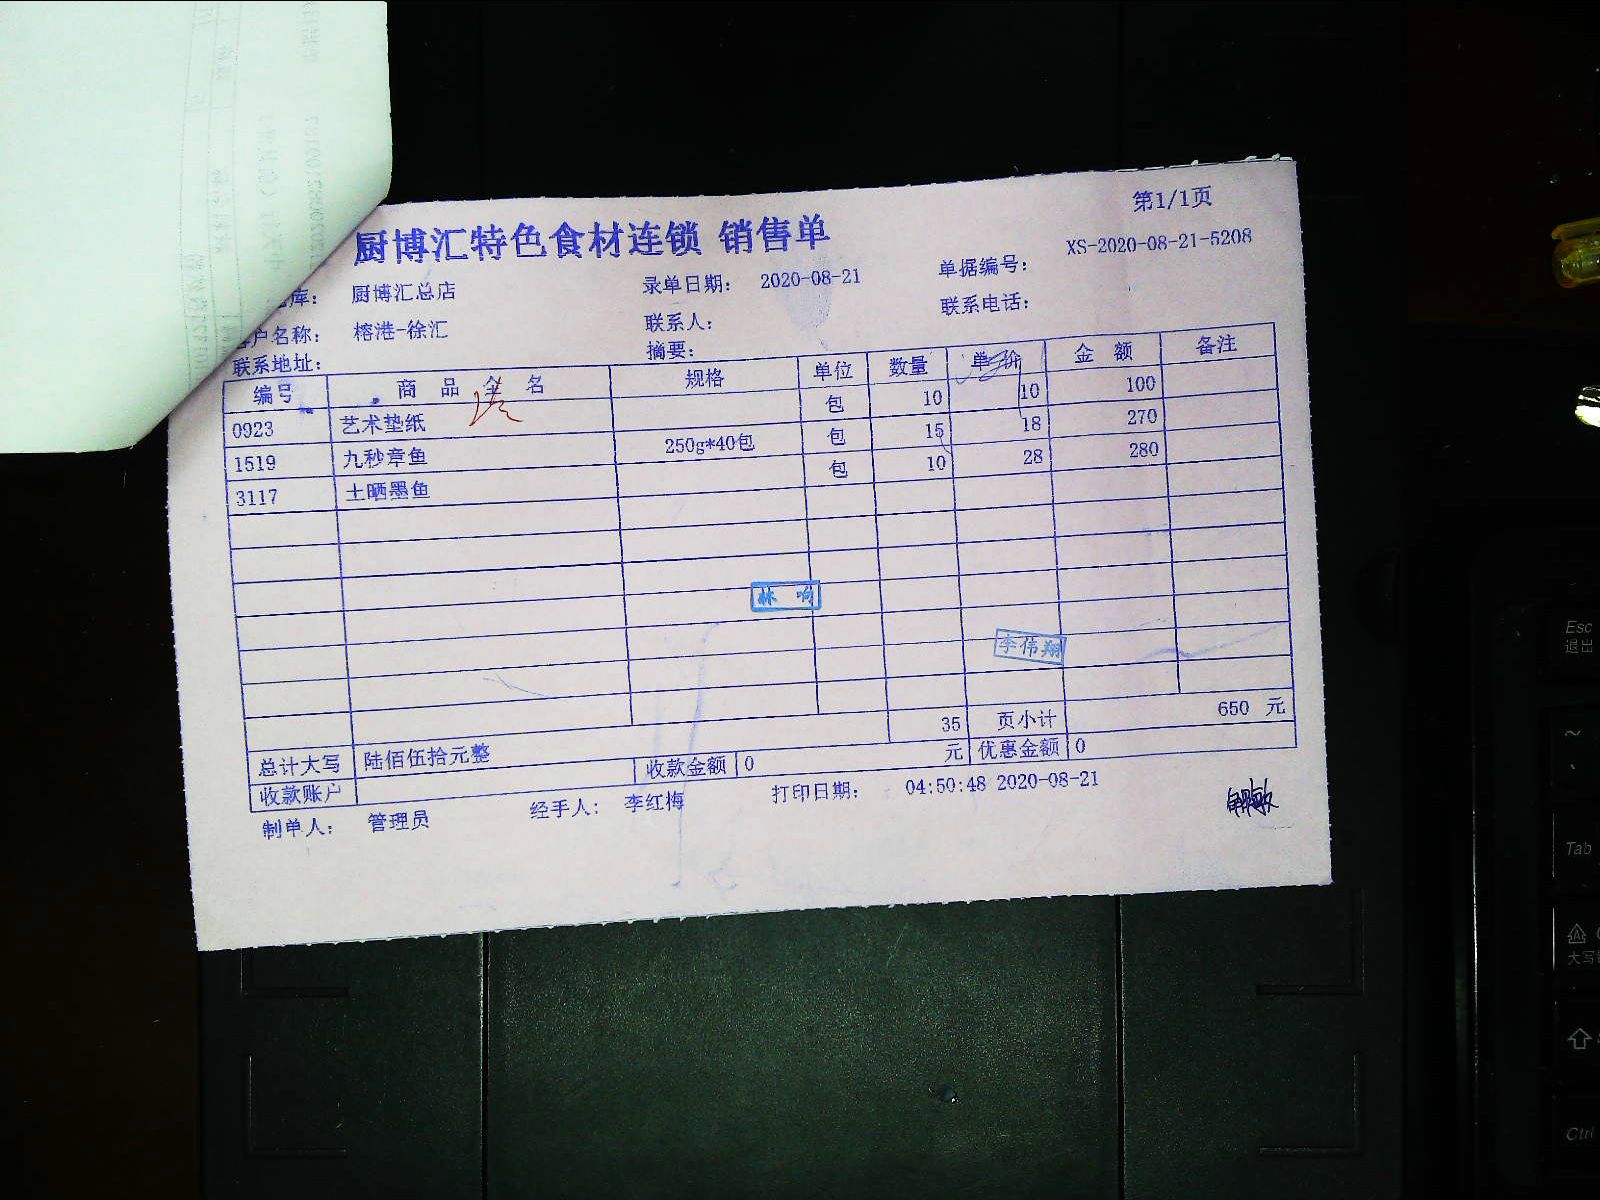 第1/1页
厨博汇特色食材连锁 销售单
库: 厨博汇总店 录单日期: 2020-08-21 单据编号: XS-2020-08-21-5208
户名称: 榕港-徐汇 联系人: 联系电话:
联系地址: 摘要:
编号 商品全名 规格 单位 数量 单价 金额 备注
0923 艺术垫纸 包 10 10 100
1519 九秒章鱼 250g*40包 包 15 18 270
3117 土晒墨鱼 包 10 28 280
林响
李伟翔
35 页小计 650 元
总计大写 陆佰伍拾元整 收款金额 0 元 优惠金额 0
收款账户
制单人: 管理员 经手人: 李红梅 打印日期: 04:50:48 2020-08-21
Esc
退出
Tab
大写
Ctrl